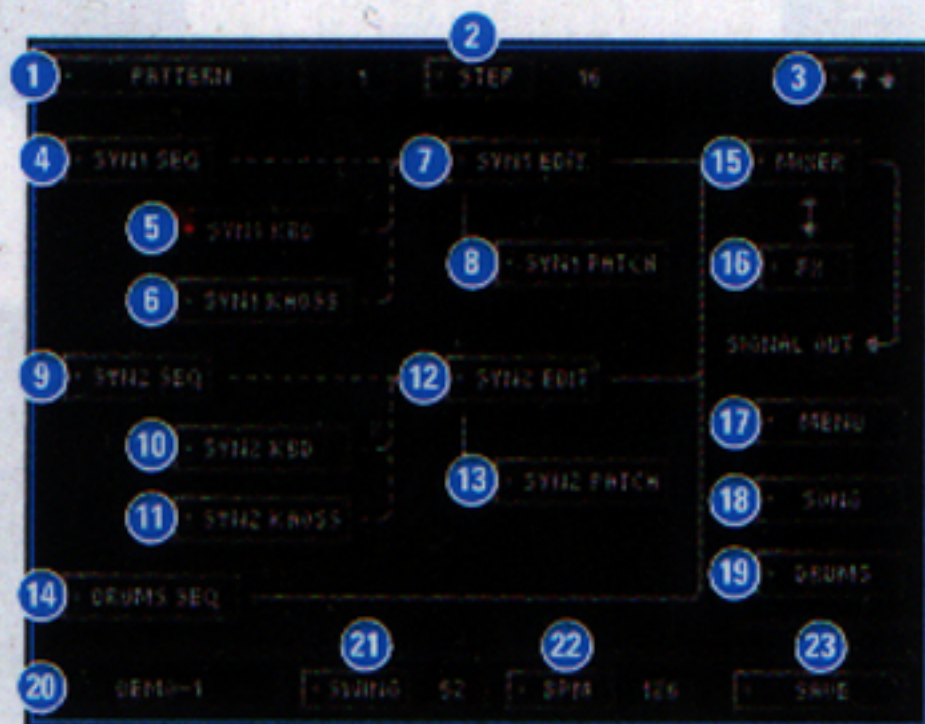 2
1 PATTERN 1 STEP 16 3
4 SYN1 SEQ 7 SYN1 EDIT 15 MIXER
5 SYN1 KBD
8 SYN1 PATCH 16 FX
6 SYN1 KAOSS
SIGNAL OUT
9 SYN2 SEQ 12 SYN2 EDIT
17 MENU
10 SYN2 KBD
13 SYN2 PATCH
18 SONG
11 SYN2 KAOSS
19 DRUMS
14 DRUMS SEQ
21 22 23
20 DEMO-1 SWING 52 BPM 126 SAVE